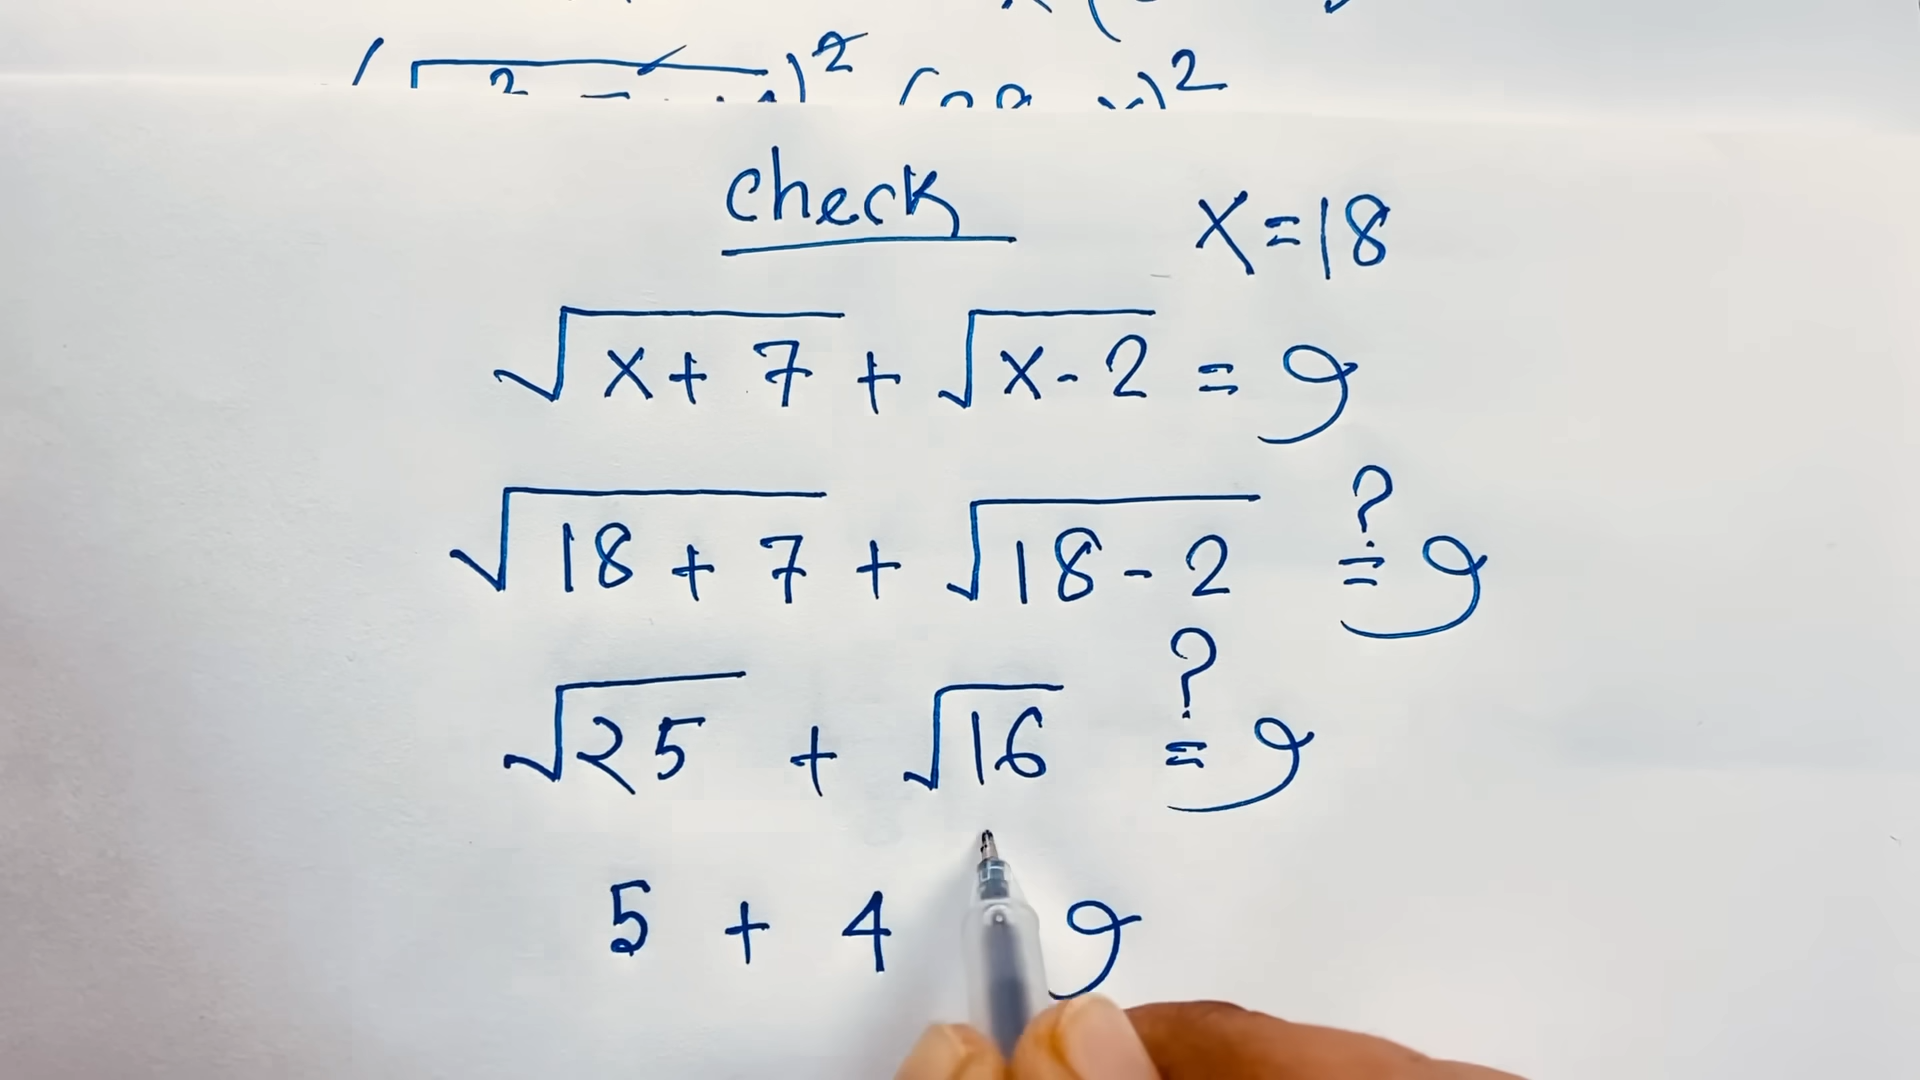 check
x=18
√x+7 + √x-2 = 9
√18+7 + √18-2 ?= 9
√25 + √16 ?= 9
5 + 4 9